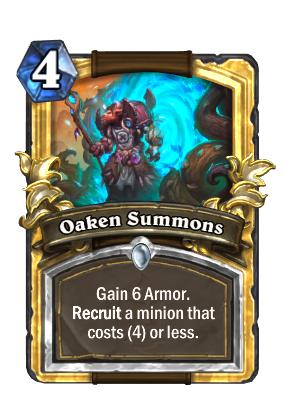 4
Oaken Summons
Gain 6 Armor.
Recruit a minion that
costs (4) or less.